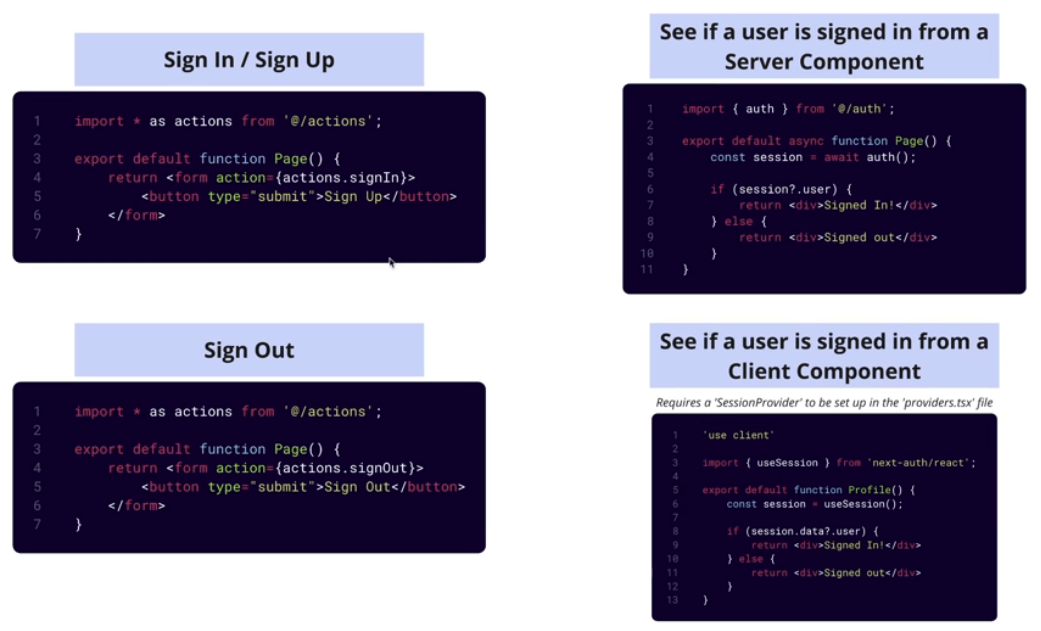 Sign In / Sign Up
1 import * as actions from '@/actions';
2
3 export default function Page() {
4 return <form action={actions.signIn}>
5 <button type="submit">Sign Up</button>
6 </form>
7 }
Sign Out
1 import * as actions from '@/actions';
2
3 export default function Page() {
4 return <form action={actions.signOut}>
5 <button type="submit">Sign Out</button>
6 </form>
7 }
See if a user is signed in from a
Server Component
1 import { auth } from '@/auth';
2
3 export default async function Page() {
4 const session = await auth();
5
6 if (session?.user) {
7 return <div>Signed In!</div>
8 } else {
9 return <div>Signed out</div>
10 }
11 }
See if a user is signed in from a
Client Component
Requires a 'SessionProvider' to be set up in the 'providers.tsx' file
1 'use client'
2
3 import { useSession } from 'next-auth/react';
4
5 export default function Profile() {
6 const session = useSession();
7
8 if (session.data?.user) {
9 return <div>Signed In!</div>
10 } else {
11 return <div>Signed out</div>
12 }
13 }